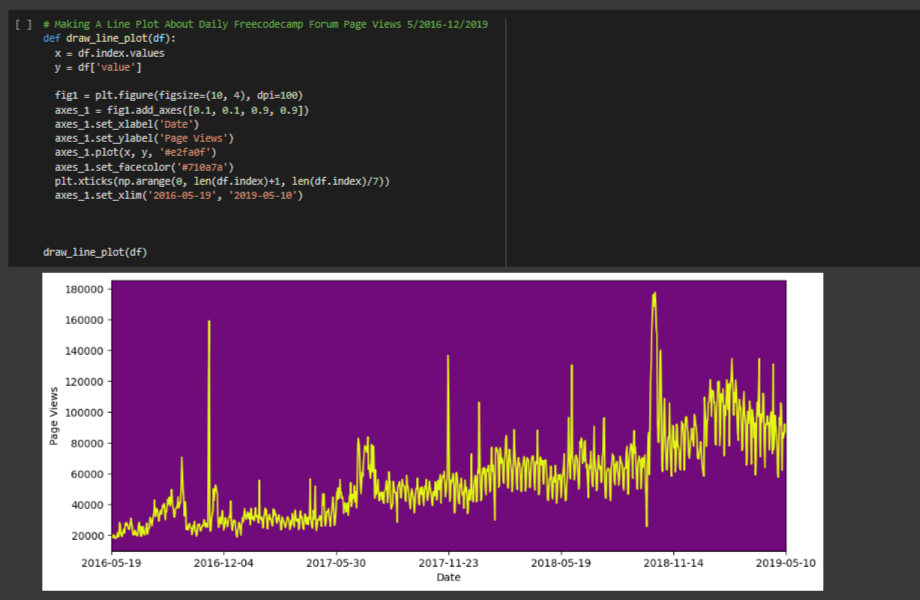 [ ] # Making A Line Plot About Daily Freecodecamp Forum Page Views 5/2016-12/2019
def draw_line_plot(df):
x = df.index.values
y = df['value']
fig1 = plt.figure(figsize=(10, 4), dpi=100)
axes_1 = fig1.add_axes([0.1, 0.1, 0.9, 0.9])
axes_1.set_xlabel('Date')
axes_1.set_ylabel('Page Views')
axes_1.plot(x, y, '#e2fa0f')
axes_1.set_facecolor('#710a7a')
plt.xticks(np.arange(0, len(df.index)+1, len(df.index)/7))
axes_1.set_xlim('2016-05-19', '2019-05-10')
draw_line_plot(df)
180000
160000
140000
120000
100000
80000
60000
40000
20000
Page Views
2016-05-19 2016-12-04 2017-05-30 2017-11-23 2018-05-19 2018-11-14 2019-05-10
Date